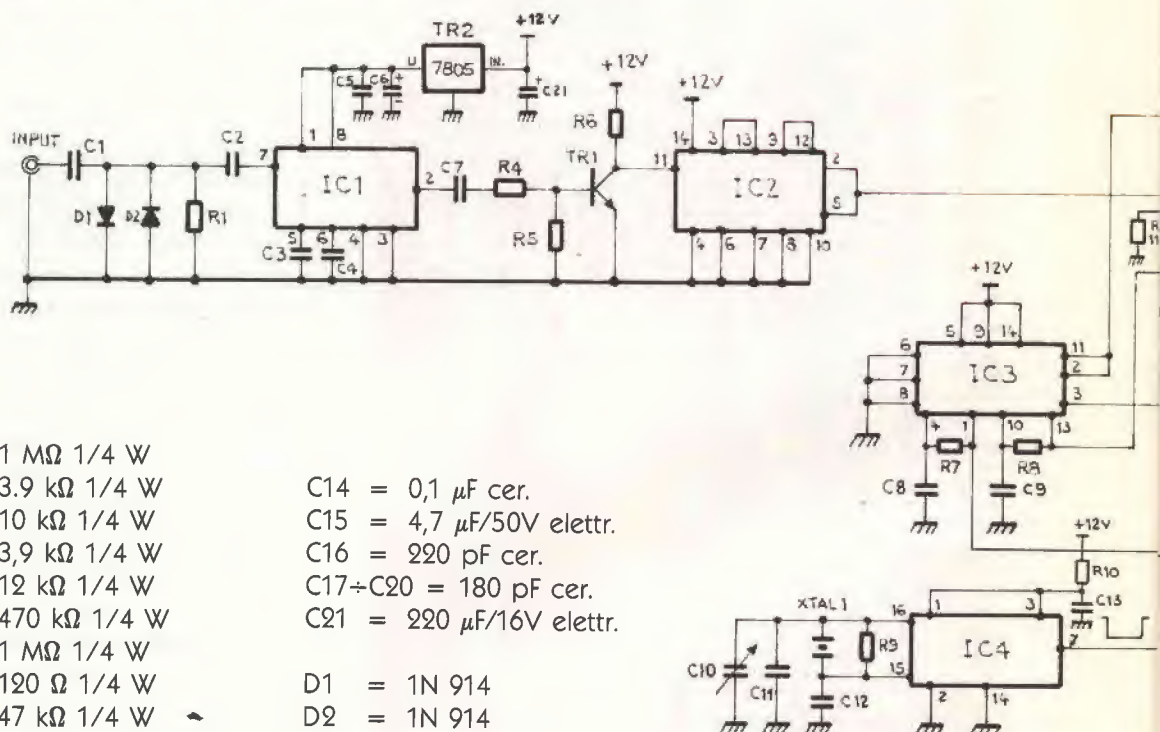 +12V
TR2
7805
U
IN.
C5
C6
+
-
+
C21
+12V
R6
+12V
INPUT
C1
C2
1
8
7
IC1
2
C7
R4
TR1
11
14
3
13
9
12
2
IC2
5
D1
D2
R1
5
6
4
3
C3
C4
R5
4
6
7
8
10
R
11
+12V
5
9
14
6
7
8
IC3
11
2
3
4
1
10
13
R7
R8
C8
C9
1 MΩ 1/4 W
3.9 kΩ 1/4 W
10 kΩ 1/4 W
3,9 kΩ 1/4 W
12 kΩ 1/4 W
470 kΩ 1/4 W
1 MΩ 1/4 W
120 Ω 1/4 W
47 kΩ 1/4 W
C14 = 0,1 μF cer.
C15 = 4,7 μF/50V elettr.
C16 = 220 pF cer.
C17÷C20 = 180 pF cer.
C21 = 220 μF/16V elettr.
D1 = 1N 914
D2 = 1N 914
+12V
R10
C13
XTAL1
16
1
3
R9
IC4
7
15
C10
C11
C12
2
14